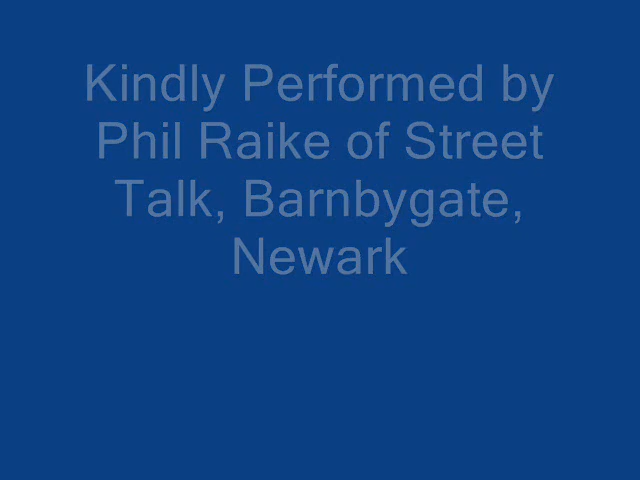 Kindly Performed by
Phil Raike of Street
Talk, Barnbygate,
Newark